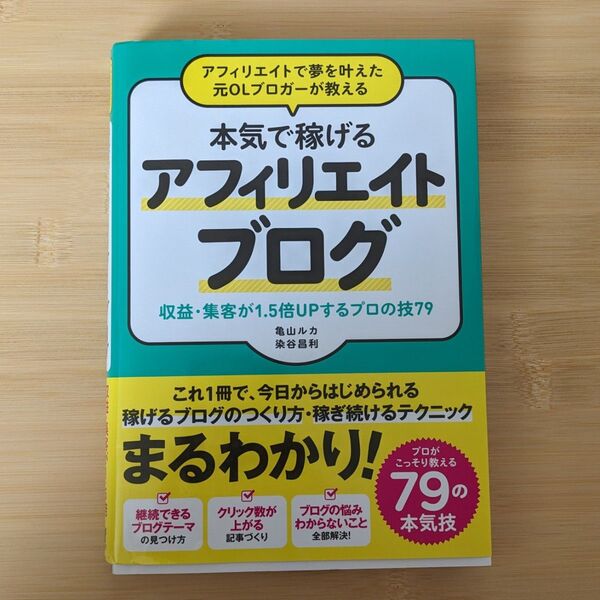 アフィリエイトで夢を叶えた
元OLブロガーが教える
本気で稼げる
アフィリエイト
ブログ
収益・集客が1.5倍UPするプロの技79
亀山ルカ
染谷昌利
これ1冊で、今日からはじめられる
稼げるブログのつくり方・稼ぎ続けるテクニック
まるわかり!
継続できる
ブログテーマ
の見つけ方
クリック数が
上がる
記事づくり
ブログの悩み
わからないこと
全部解決!
プロが
こっそり教える
79の
本気技